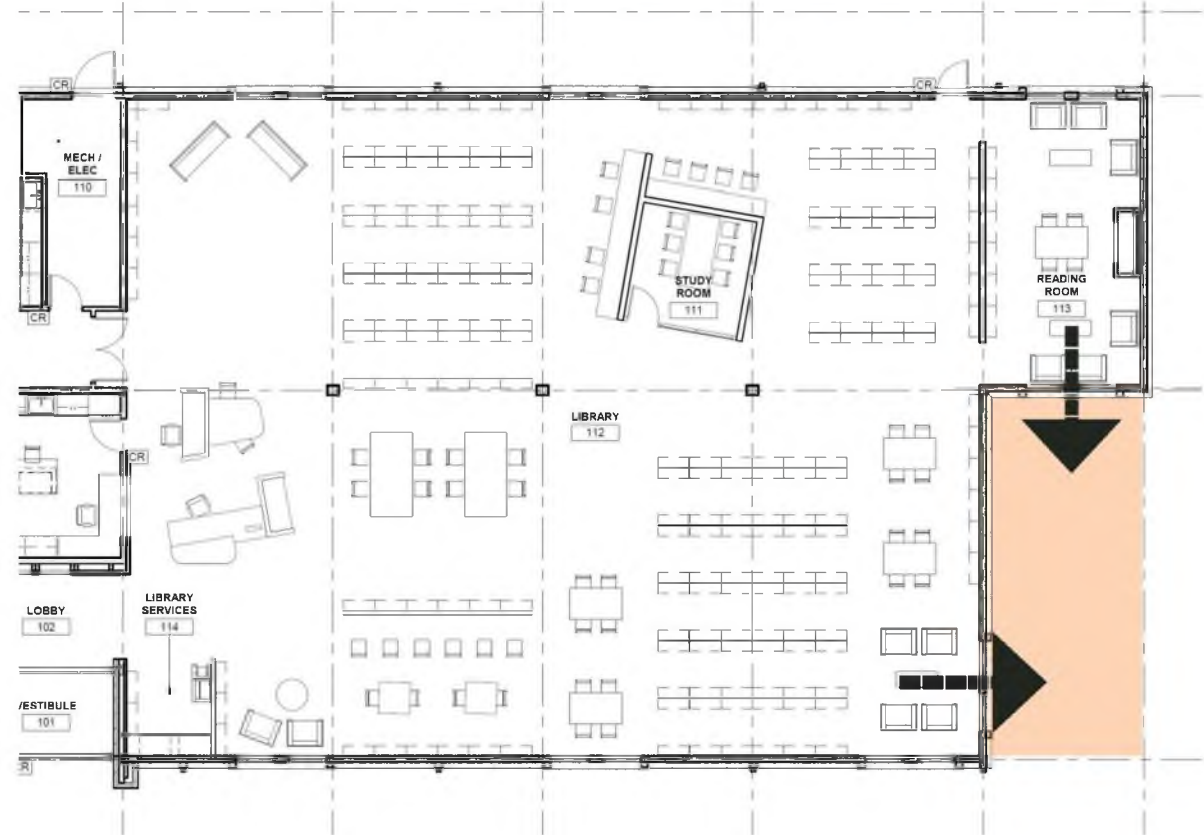 CR
CR
MECH /
ELEC
110
STUDY
ROOM
111
READING
ROOM
113
CR
LIBRARY
112
CR
LIBRARY
SERVICES
114
LOBBY
102
VESTIBULE
101
CR